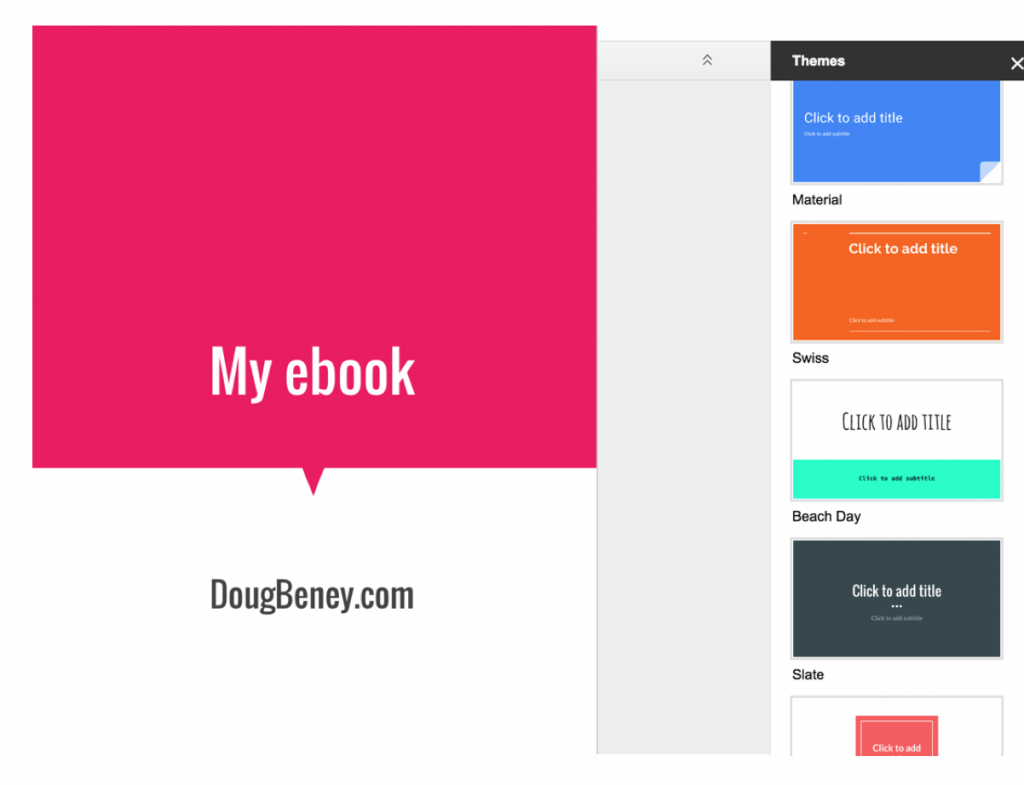 My ebook
DougBeney.com
Themes
Click to add title
Click to add subtitle
Material
Click to add title
Click to add subtitle
Swiss
Click to add title
Click to add subtitle
Beach Day
Click to add title
Click to add subtitle
Slate
Click to add